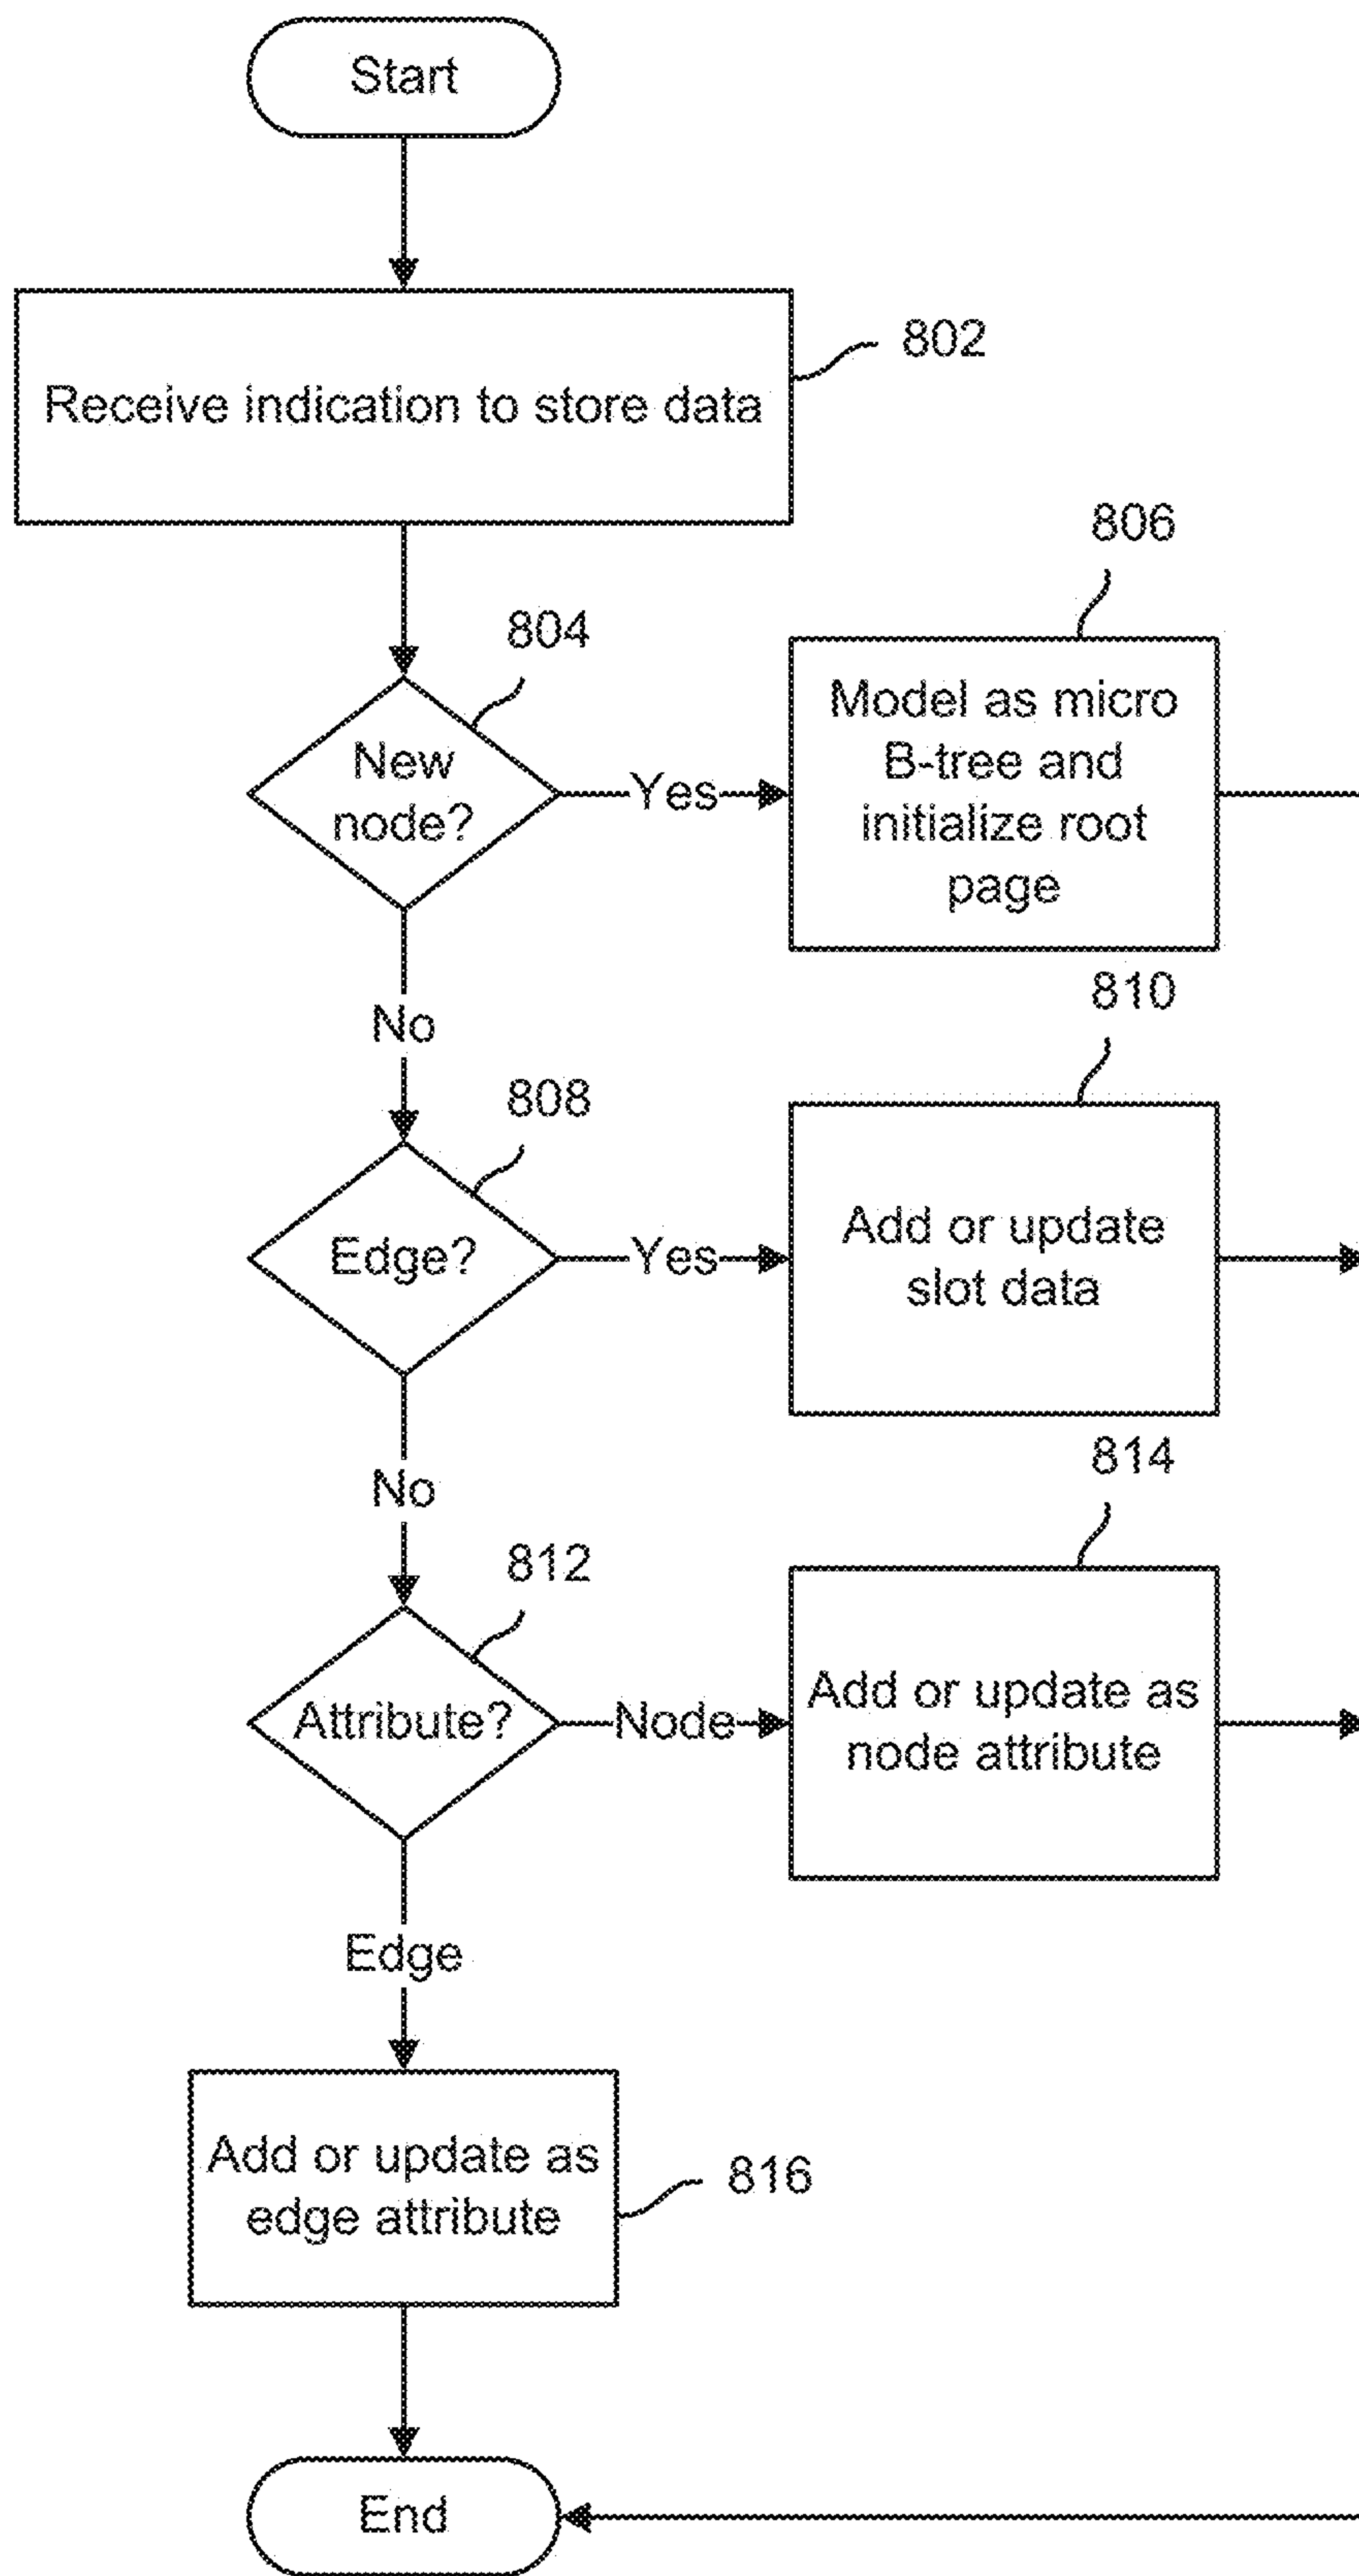 Start
Receive indication to store data
802
804
New
node?
Yes
806
Model as micro
B-tree and
initialize root
page
No
808
Edge?
Yes
810
Add or update
slot data
No
812
Attribute?
Node
814
Add or update as
node attribute
Edge
Add or update as
edge attribute
816
End